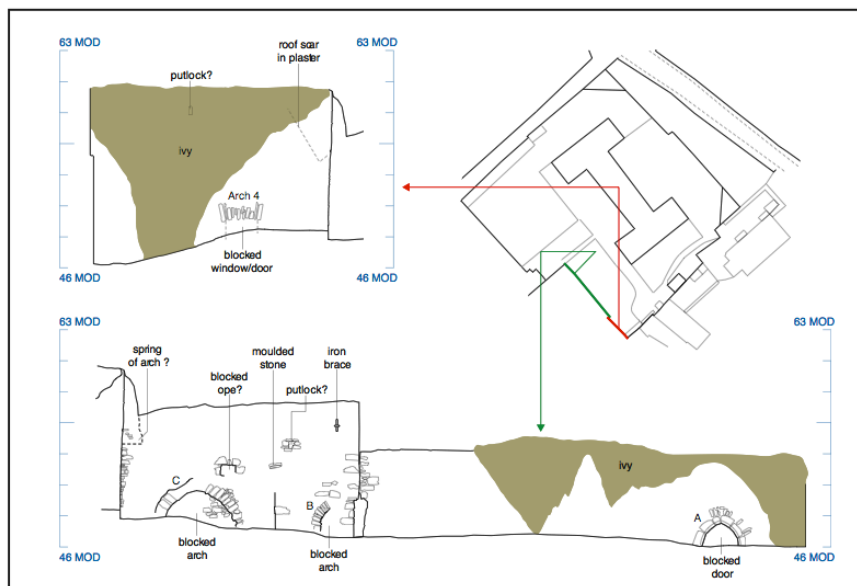 63 MOD
63 MOD
roof scar
in plaster
putlock?
ivy
Arch 4
blocked
window/door
46 MOD
46 MOD
63 MOD
63 MOD
spring
of arch ?
blocked
ope?
moulded
stone
putlock?
iron
brace
ivy
C
B
A
blocked
arch
blocked
arch
blocked
door
46 MOD
46 MOD